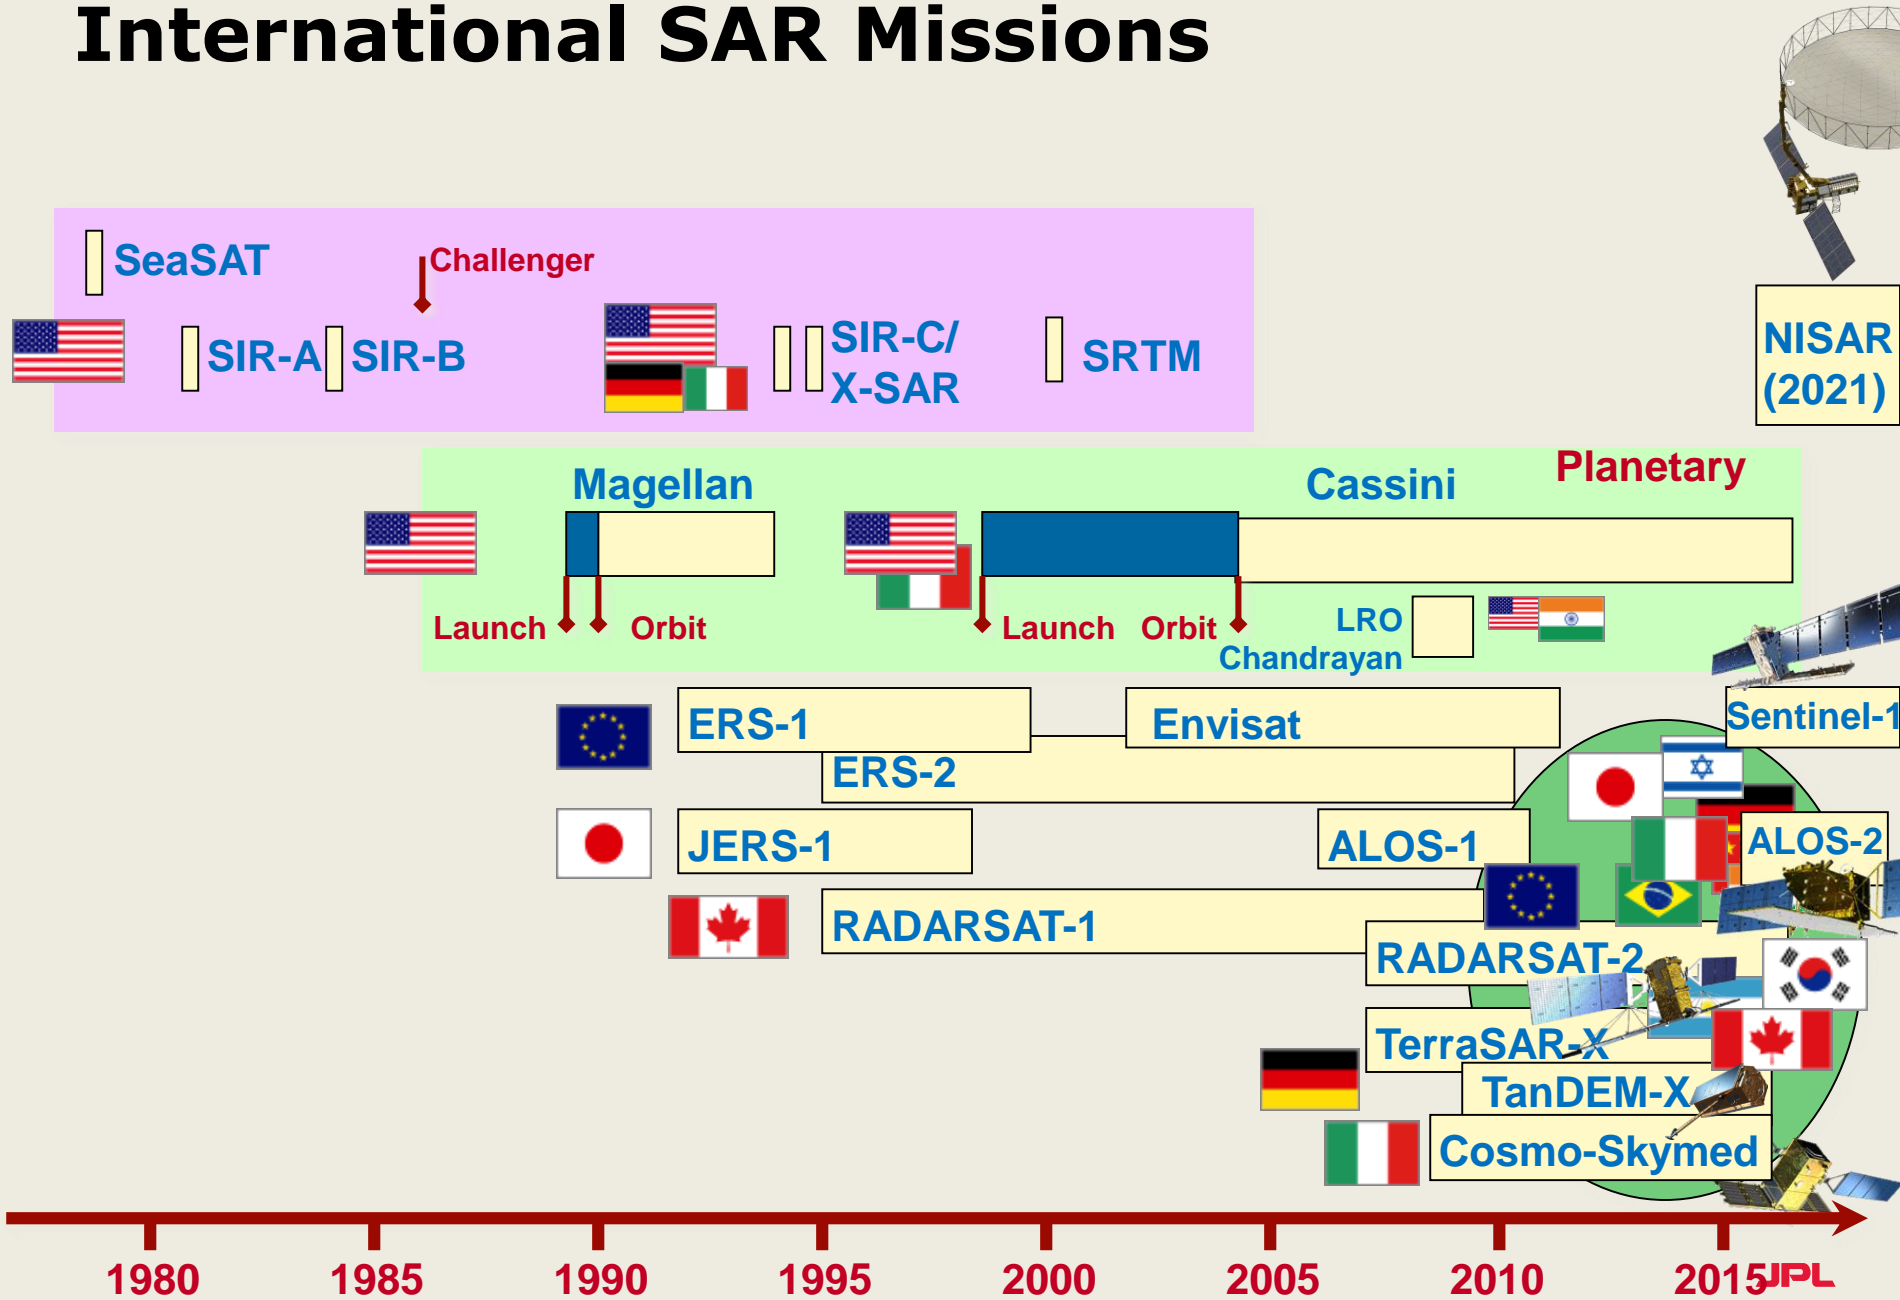 International SAR Missions
SeaSAT
Challenger
SIR-A
SIR-B
SIR-C/
X-SAR
SRTM
NISAR
(2021)
Planetary
Magellan
Cassini
Launch
Orbit
Launch
Orbit
LRO
Chandrayan
ERS-1
Envisat
Sentinel-1
ERS-2
JERS-1
ALOS-1
ALOS-2
RADARSAT-1
RADARSAT-2
TerraSAR-X
TanDEM-X
Cosmo-Skymed
1980
1985
1990
1995
2000
2005
2010
2015
JPL